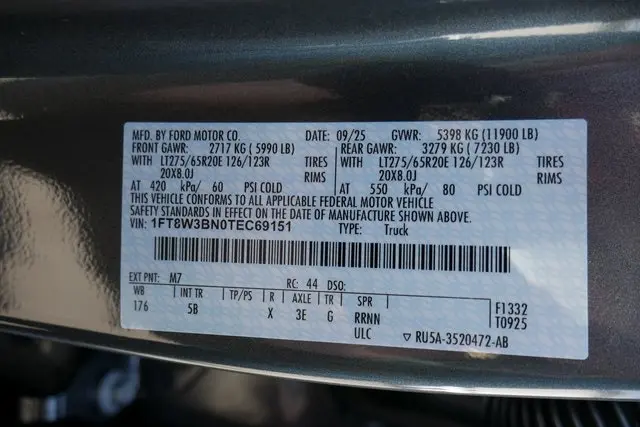 MFD. BY FORD MOTOR CO. DATE: 09/25 GVWR: 5398 KG (11900 LB)
FRONT GAWR: 2717 KG (5990 LB) REAR GAWR: 3279 KG (7230 LB)
WITH LT275/65R20E 126/123R TIRES WITH LT275/65R20E 126/123R TIRES
20X8.0J RIMS 20X8.0J RIMS
AT 420 kPa/ 60 PSI COLD AT 550 kPa/ 80 PSI COLD
THIS VEHICLE CONFORMS TO ALL APPLICABLE FEDERAL MOTOR VEHICLE
SAFETY STANDARDS IN EFFECT ON THE DATE OF MANUFACTURE SHOWN ABOVE.
VIN: 1FT8W3BN0TEC69151 TYPE: Truck
EXT PNT: M7 RC: 44 DSO:
WB INT TR TP/PS R AXLE TR SPR F1332
176 5B X 3E G RRNN T0925
ULC ▽ RU5A-3520472-AB